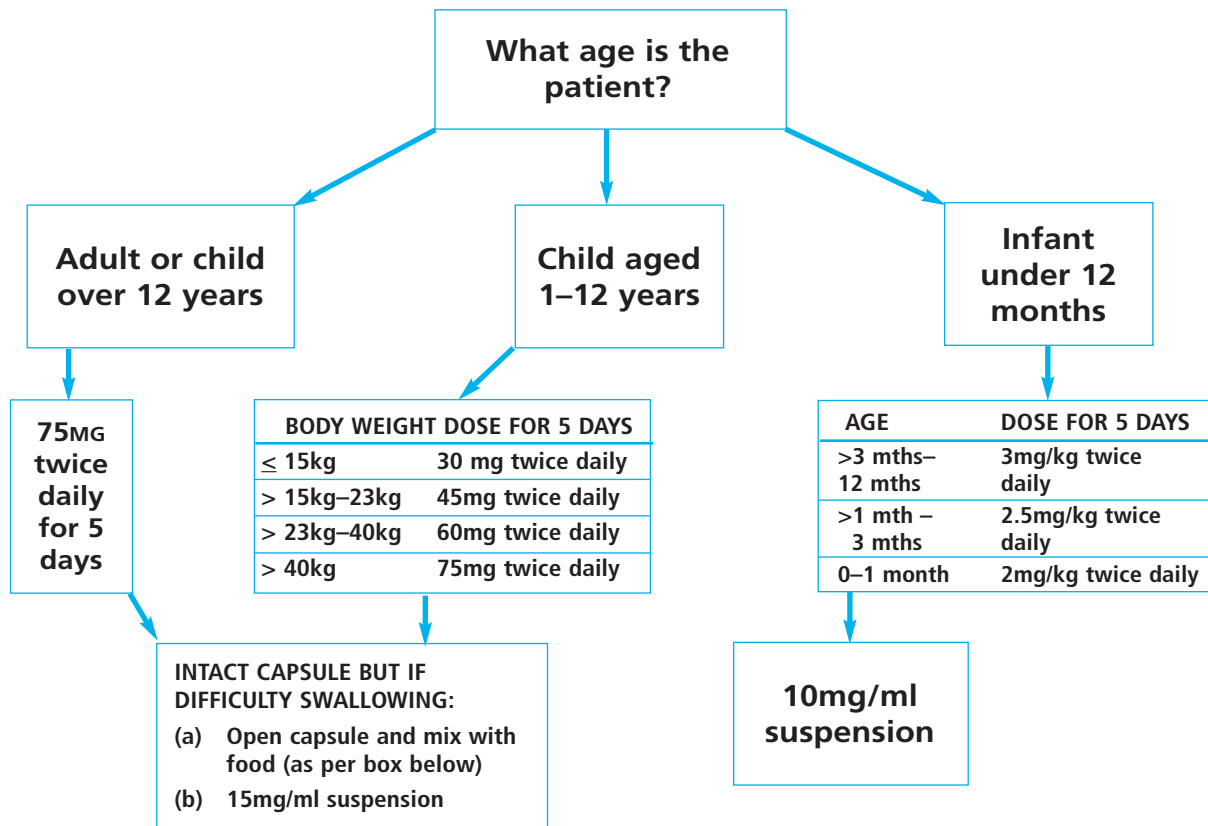 What age is the
patient?
Adult or child
over 12 years
Child aged
1–12 years
Infant
under 12
months
75MG
twice
daily
for 5
days
BODY WEIGHT DOSE FOR 5 DAYS
≤ 15kg 30 mg twice daily
> 15kg–23kg 45mg twice daily
> 23kg–40kg 60mg twice daily
> 40kg 75mg twice daily
AGE DOSE FOR 5 DAYS
>3 mths– 3mg/kg twice
12 mths daily
>1 mth – 2.5mg/kg twice
3 mths daily
0–1 month 2mg/kg twice daily
INTACT CAPSULE BUT IF
DIFFICULTY SWALLOWING:
(a) Open capsule and mix with
food (as per box below)
(b) 15mg/ml suspension
10mg/ml
suspension